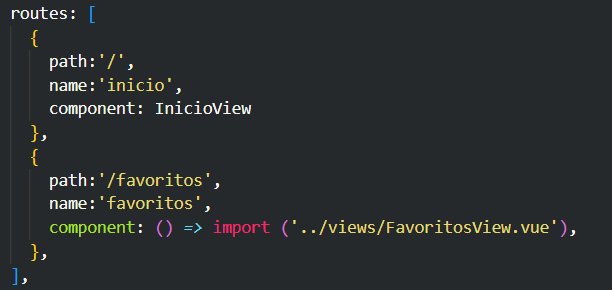 routes: [
{
path:'/',
name:'inicio',
component: InicioView
},
{
path:'/favoritos',
name:'favoritos',
component: () => import ('../views/FavoritosView.vue'),
},
],